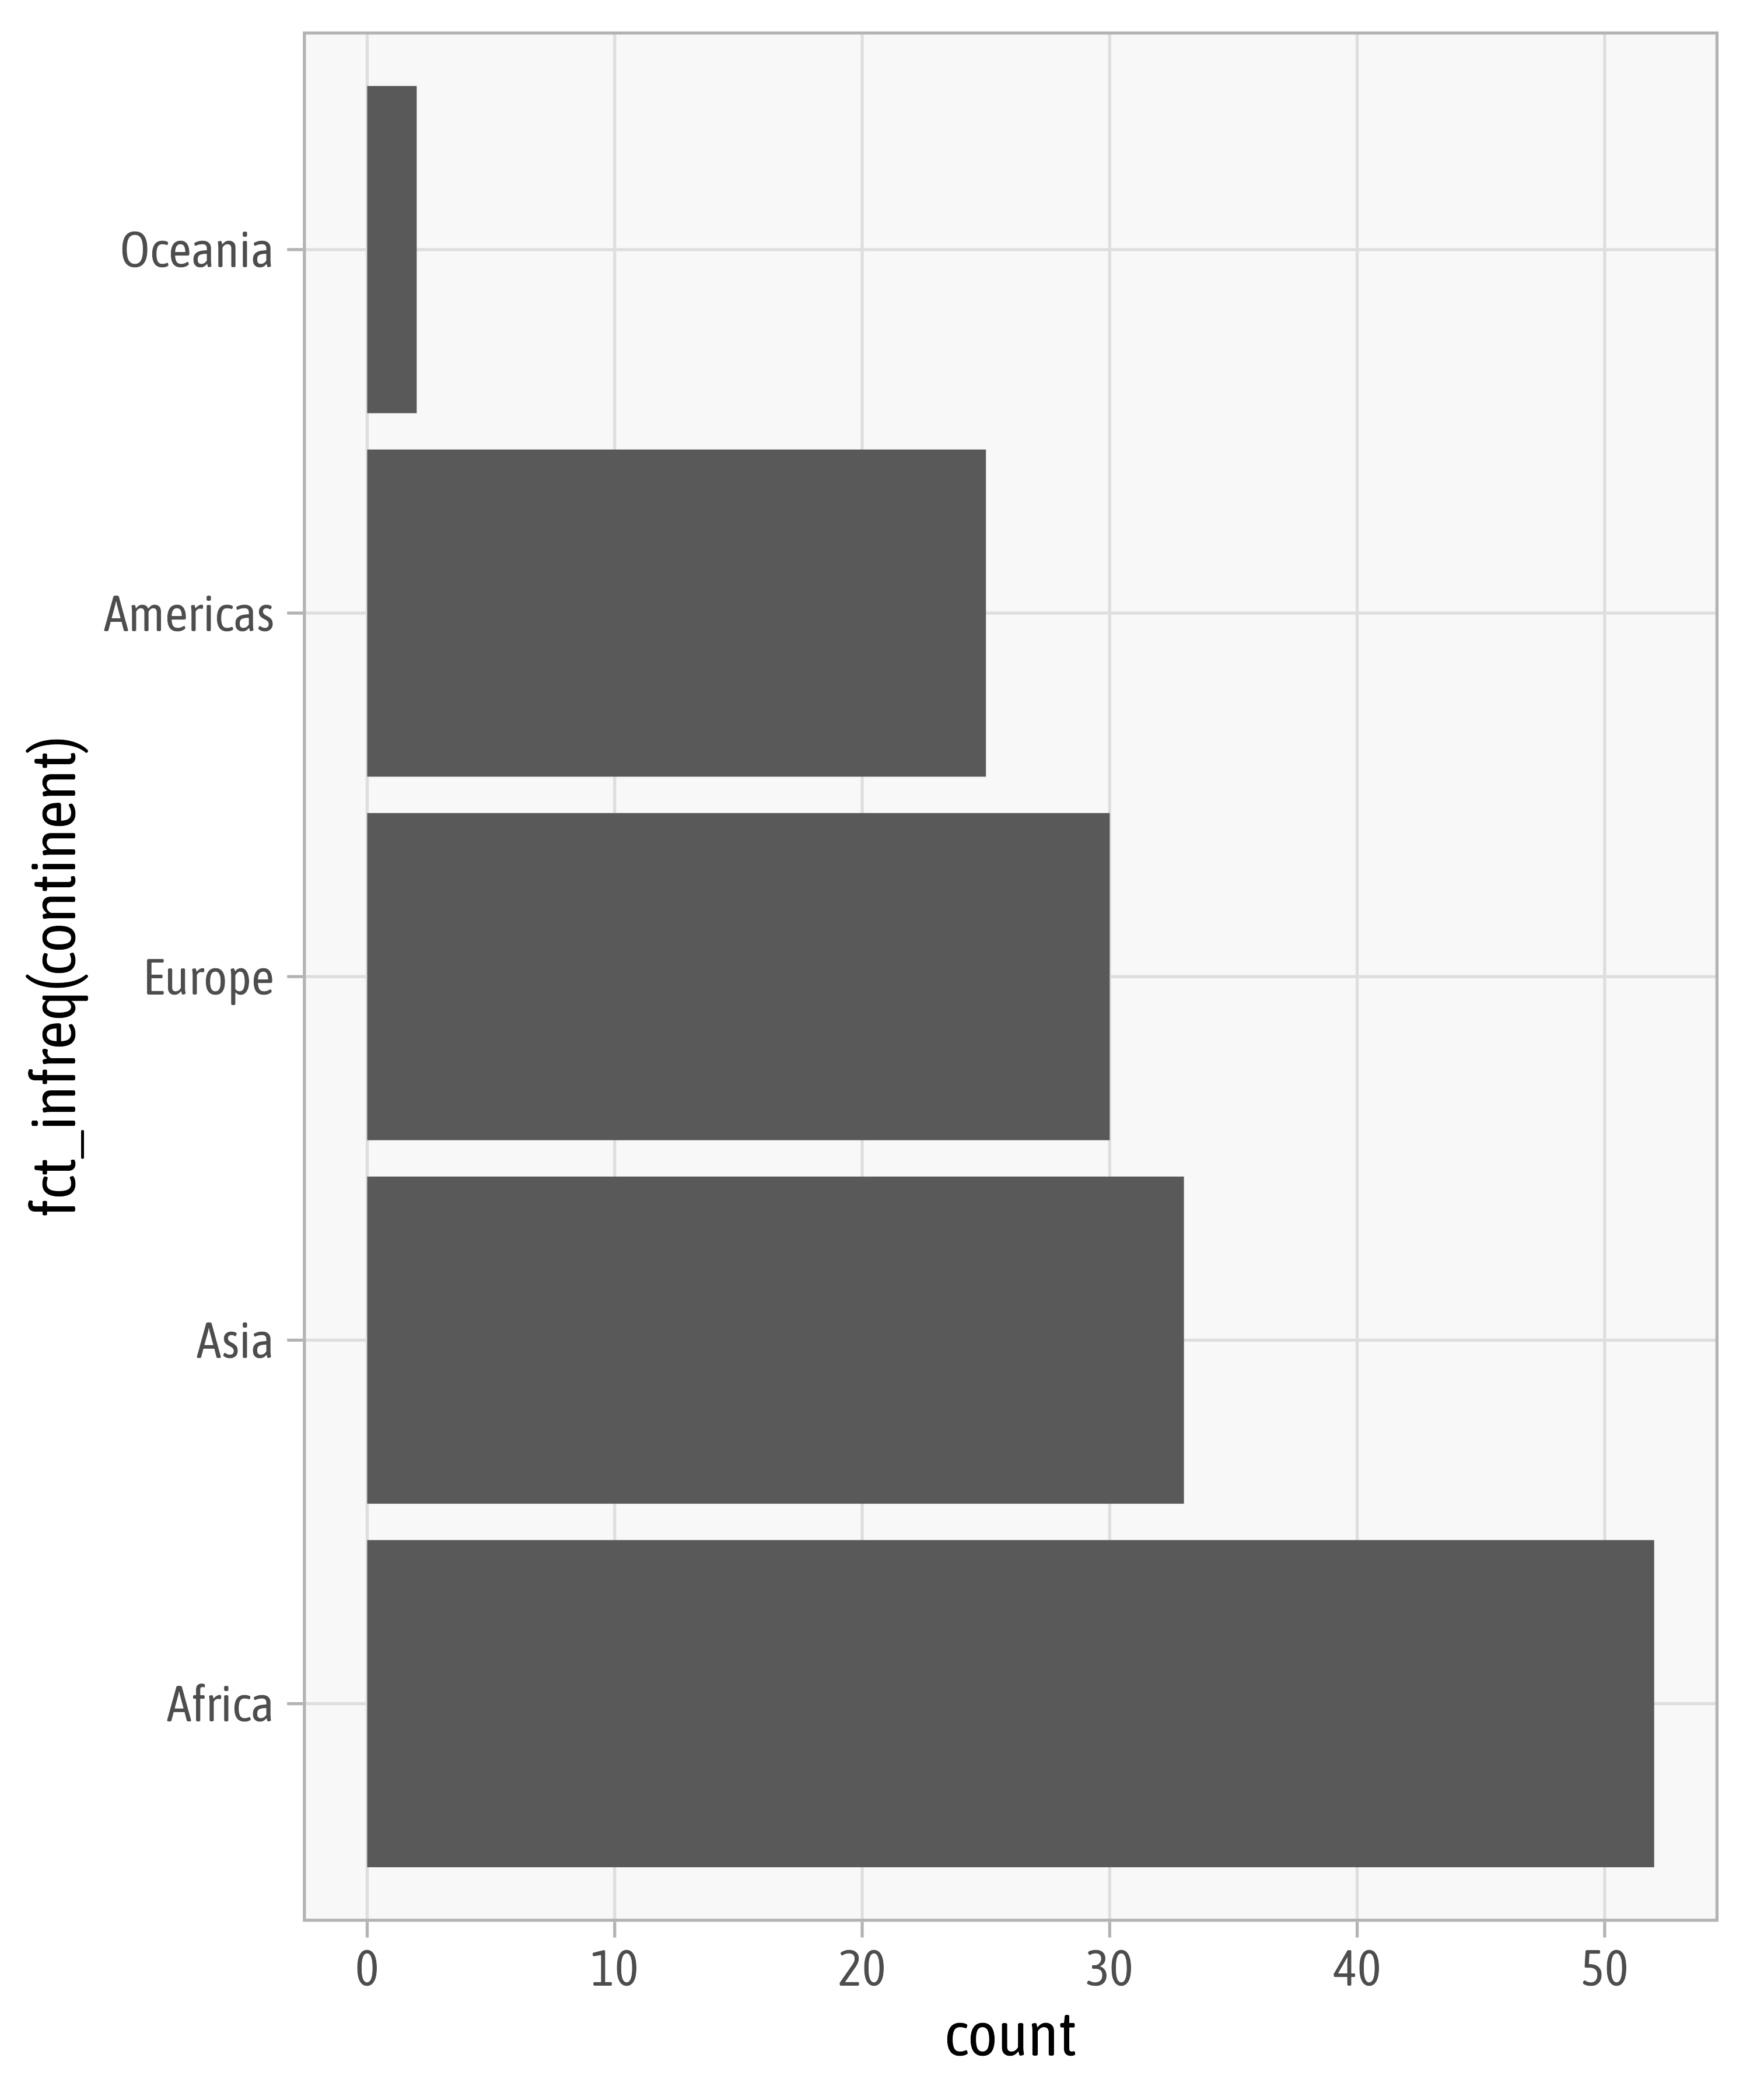 fct_infreq(continent)
Oceania
Americas
Europe
Asia
Africa
0 10 20 30 40 50
count